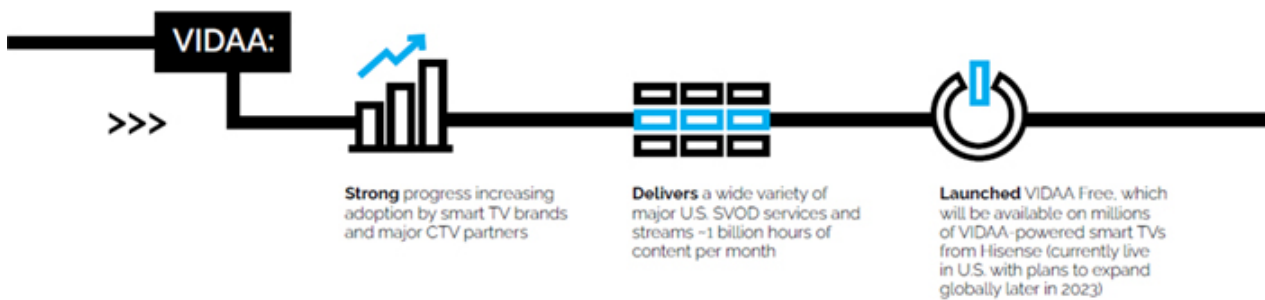 VIDAA:
>>>
Strong progress increasing
adoption by smart TV brands
and major CTV partners
Delivers a wide variety of
major U.S. SVOD services and
streams ~1 billion hours of
content per month
Launched VIDAA Free, which
will be available on millions
of VIDAA-powered smart TVs
from Hisense (currently live
in U.S. with plans to expand
globally later in 2023)